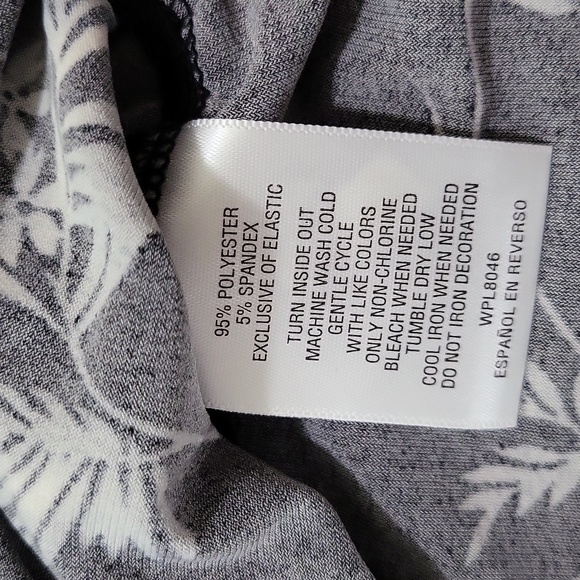 95% POLYESTER
5% SPANDEX
EXCLUSIVE OF ELASTIC
TURN INSIDE OUT
MACHINE WASH COLD
GENTLE CYCLE
WITH LIKE COLORS
ONLY NON-CHLORINE
BLEACH WHEN NEEDED
TUMBLE DRY LOW
COOL IRON WHEN NEEDED
DO NOT IRON DECORATION
WPL8046
ESPAÑOL EN REVERSO